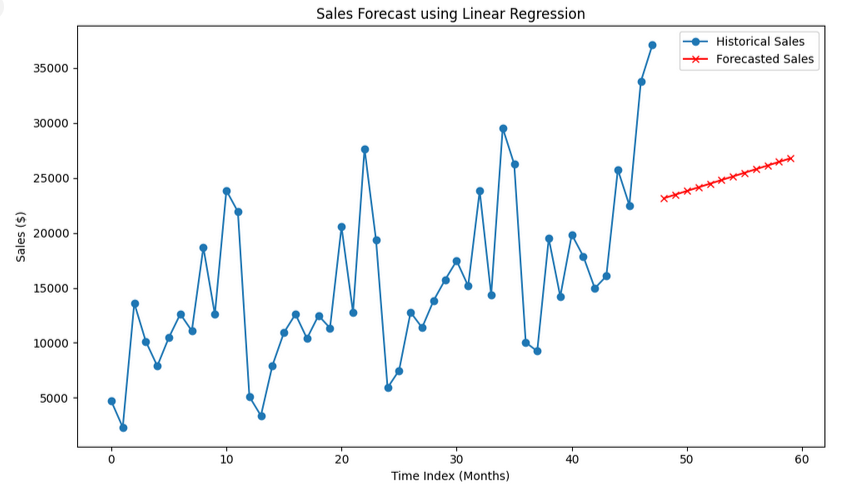 Sales Forecast using Linear Regression
Historical Sales
Forecasted Sales
35000
30000
25000
20000
15000
10000
5000
Sales ($)
0 10 20 30 40 50 60
Time Index (Months)